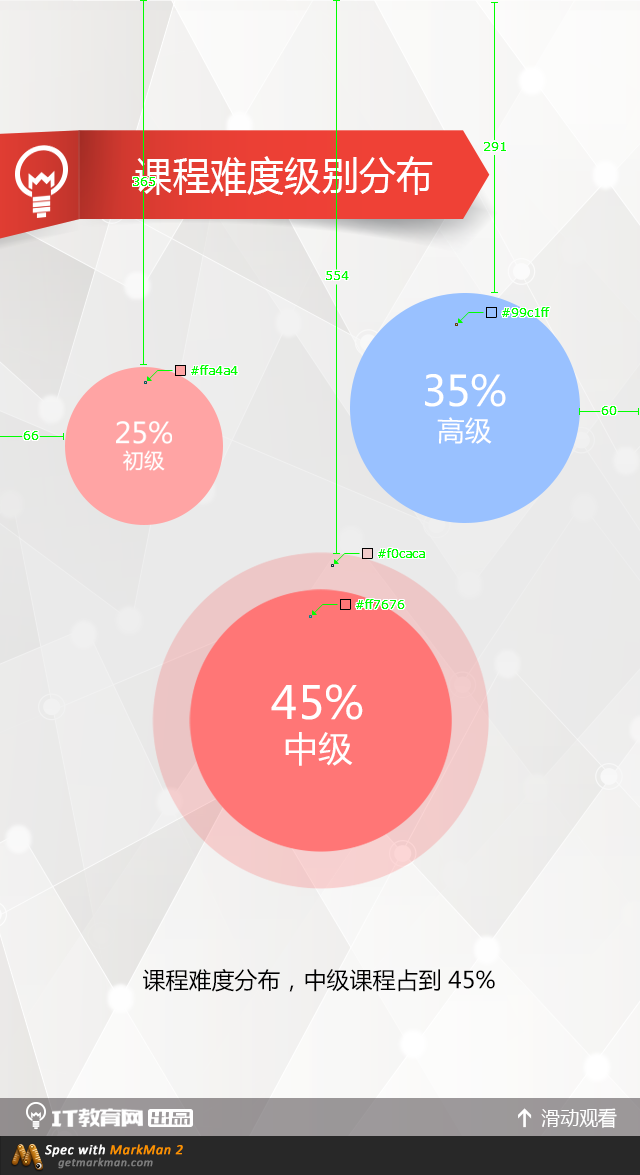 291
课程难度级别分布
365
554
#99c1ff
#ffa4a4
35%
高级
60
25%
初级
66
#f0caca
#ff7676
45%
中级
课程难度分布，中级课程占到 45%
IT教育网 出品
滑动观看
Spec with MarkMan 2
getmarkman.com